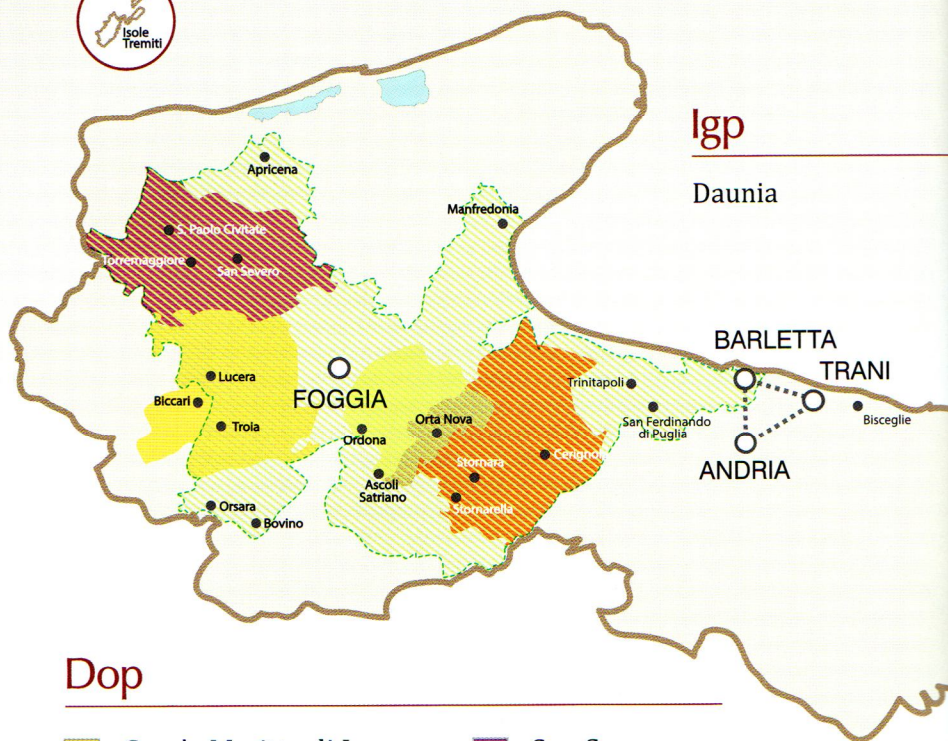 Isole
Tremiti
Igp
Daunia
Apricena
Manfredonia
S. Paolo Civitate
Torremaggiore
San Severo
BARLETTA
TRANI
Lucera
FOGGIA
Trinitapoli
Biccari
Troia
Orta Nova
San Ferdinando
di Puglia
Bisceglie
Ordona
Cerignola
Stornara
ANDRIA
Ascoli
Satriano
Stornarella
Orsara
Bovino
Dop